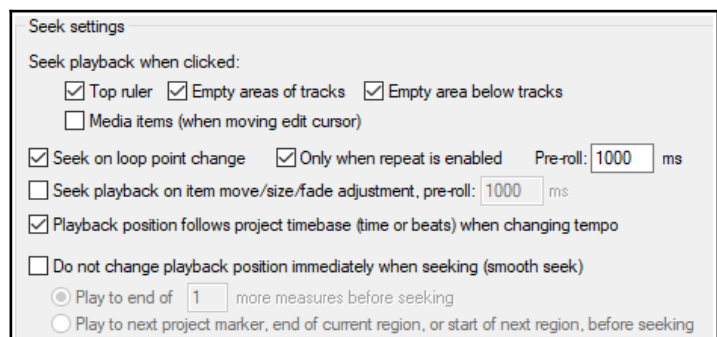 Seek settings
Seek playback when clicked:
Top ruler Empty areas of tracks Empty area below tracks
Media items (when moving edit cursor)
Seek on loop point change Only when repeat is enabled Pre-roll: 1000 ms
Seek playback on item move/size/fade adjustment, pre-roll: 1000 ms
Playback position follows project timebase (time or beats) when changing tempo
Do not change playback position immediately when seeking (smooth seek)
Play to end of 1 more measures before seeking
Play to next project marker, end of current region, or start of next region, before seeking